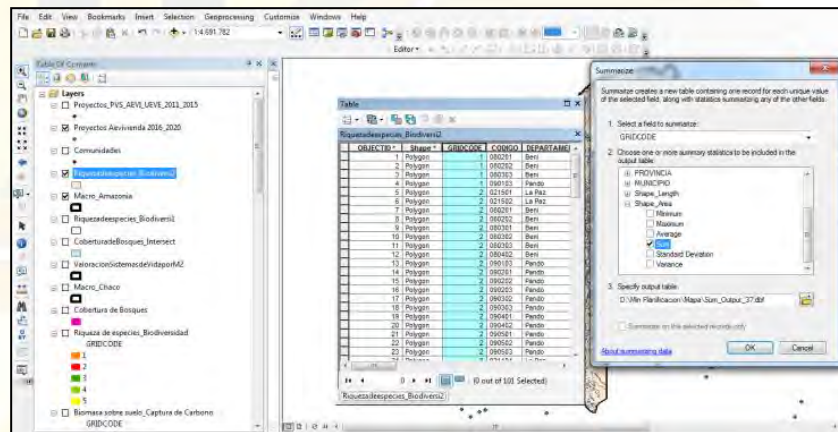 File Edit View Bookmarks Insert Selection Geoprocessing Customize Windows Help
1:4.691.782
Editor
Table Of Contents
Layers
Proyectos_PVS_AEVI_UEVE_2011_2015
Proyectos Aevivienda 2016_2020
Comunidades
Riquezadeespecies_Biodiversi2
Macro_Amazonia
Riquezadeespecies_Biodiversi1
CoberturadeBosques_Intersect
ValoracionSistemasdeVidaporM2
Macro_Chaco
Cobertura de Bosques
Riqueza de especies_Biodiversidad
GRIDCODE
1
2
3
4
5
Biomasa sobre suelo_Captura de Carbono
GRIDCODE
Table
Riquezadeespecies_Biodiversi2
OBJECTID * Shape * GRIDCODE CODIGO DEPARTAMEN
1 Polygon 1 080201 Beni
2 Polygon 1 080202 Beni
3 Polygon 1 080303 Beni
4 Polygon 1 090103 Pando
5 Polygon 2 021501 La Paz
6 Polygon 2 021502 La Paz
7 Polygon 2 080201 Beni
8 Polygon 2 080202 Beni
9 Polygon 2 080301 Beni
10 Polygon 2 080302 Beni
11 Polygon 2 080303 Beni
12 Polygon 2 080402 Beni
13 Polygon 2 090103 Pando
14 Polygon 2 090201 Pando
15 Polygon 2 090202 Pando
16 Polygon 2 090203 Pando
17 Polygon 2 090302 Pando
18 Polygon 2 090303 Pando
19 Polygon 2 090401 Pando
20 Polygon 2 090402 Pando
21 Polygon 2 090501 Pando
22 Polygon 2 090502 Pando
23 Polygon 2 090503 Pando
0
(0 out of 101 Selected)
Riquezadeespecies_Biodiversi2
Summarize
Summarize creates a new table containing one record for each unique value
of the selected field, along with statistics summarizing any of the other fields.
1. Select a field to summarize:
GRIDCODE
2. Choose one or more summary statistics to be included in the
output table:
PROVINCIA
MUNICIPIO
Shape_Length
Shape_Area
Minimum
Maximum
Average
Sum
Standard Deviation
Variance
3. Specify output table:
D:\Min Planificacion\Mapa\Sum_Output_37.dbf
Summarize on the selected records only
About summarizing data
OK Cancel